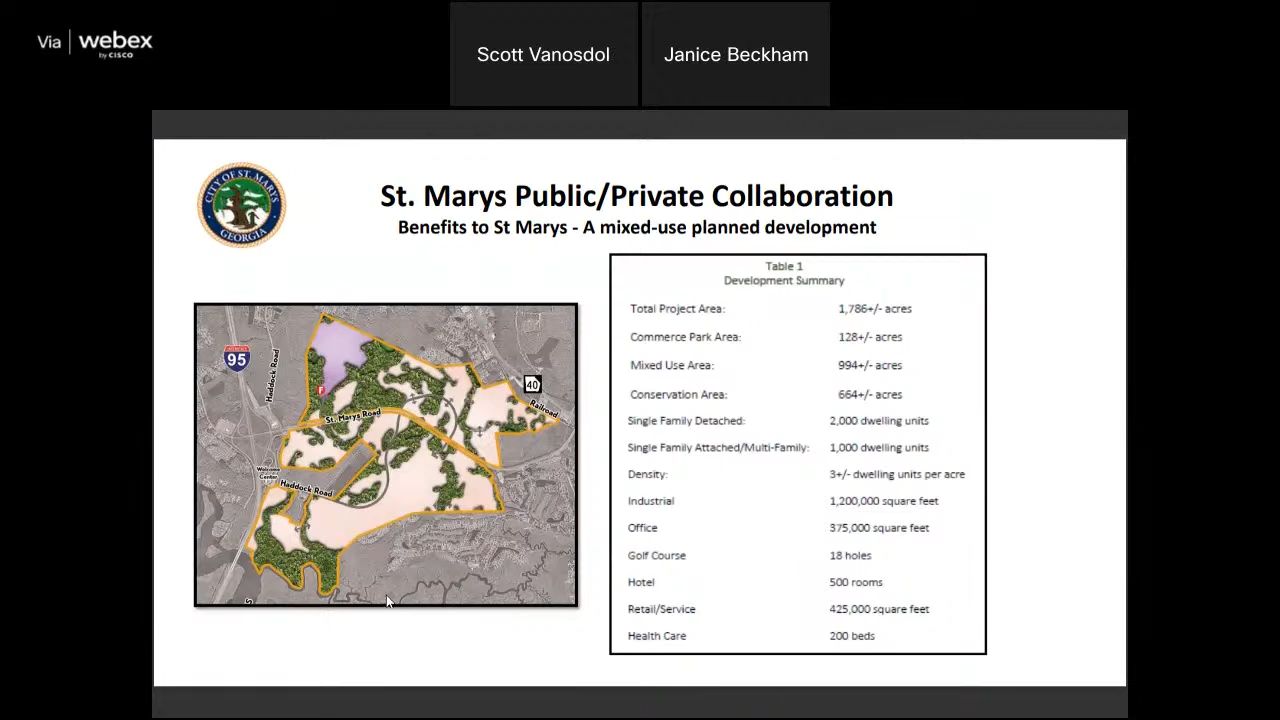 Via | webex
by CISCO
Scott Vanosdol
Janice Beckham
CITY OF ST. MARYS
GEORGIA
St. Marys Public/Private Collaboration
Benefits to St Marys - A mixed-use planned development
INTERSTATE
95
Haddock Road
40
Railroad
F
St. Marys Road
Welcome
Center
Haddock Road
Table 1
Development Summary
Total Project Area: 1,786+/- acres
Commerce Park Area: 128+/- acres
Mixed Use Area: 994+/- acres
Conservation Area: 664+/- acres
Single Family Detached: 2,000 dwelling units
Single Family Attached/Multi-Family: 1,000 dwelling units
Density: 3+/- dwelling units per acre
Industrial 1,200,000 square feet
Office 375,000 square feet
Golf Course 18 holes
Hotel 500 rooms
Retail/Service 425,000 square feet
Health Care 200 beds